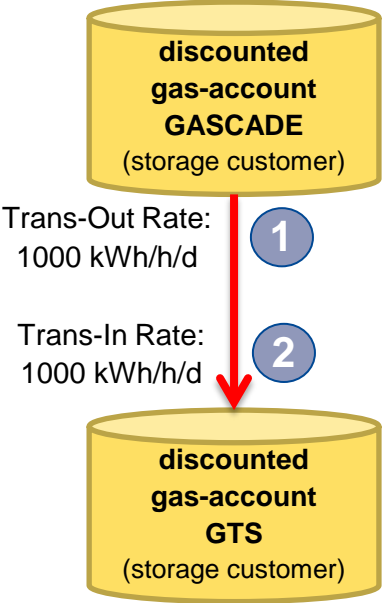 discounted
gas-account
GASCADE
(storage customer)
Trans-Out Rate:
1000 kWh/h/d
1
Trans-In Rate:
1000 kWh/h/d
2
discounted
gas-account
GTS
(storage customer)